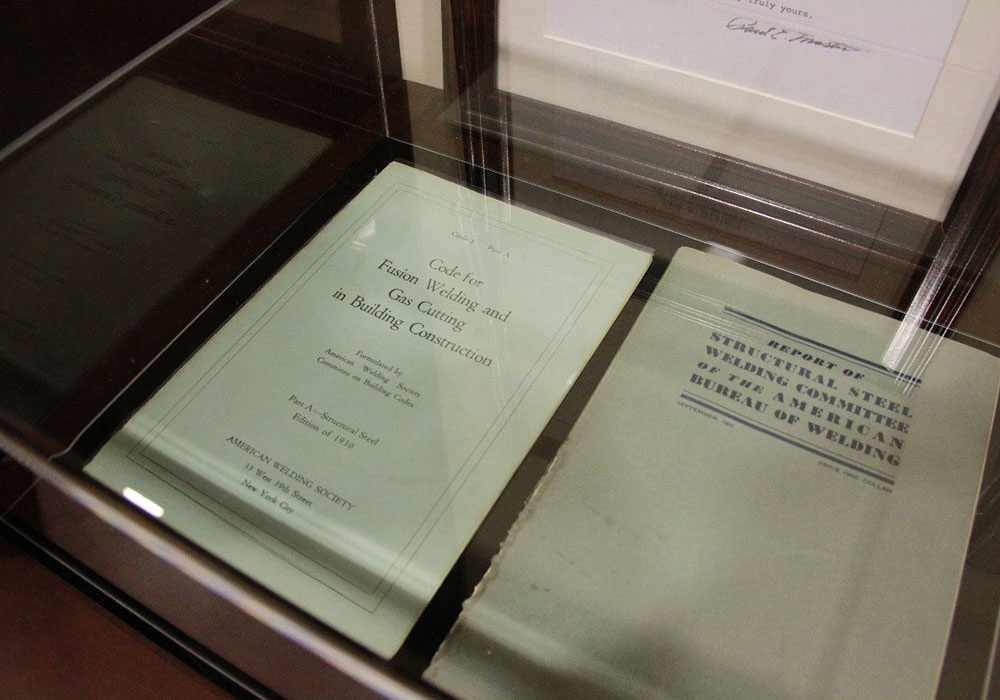 truly yours,
Code 1 Part A
Code for
Fusion Welding and
Gas Cutting
in Building Construction
Formulated by
American Welding Society
Committee on Building Codes
Part A—Structural Steel
Edition of 1930
AMERICAN WELDING SOCIETY
33 West 39th Street
New York City
REPORT OF
STRUCTURAL STEEL
WELDING COMMITTEE
OF THE AMERICAN
BUREAU OF WELDING
SEPTEMBER, 1931
PRICE ONE DOLLAR